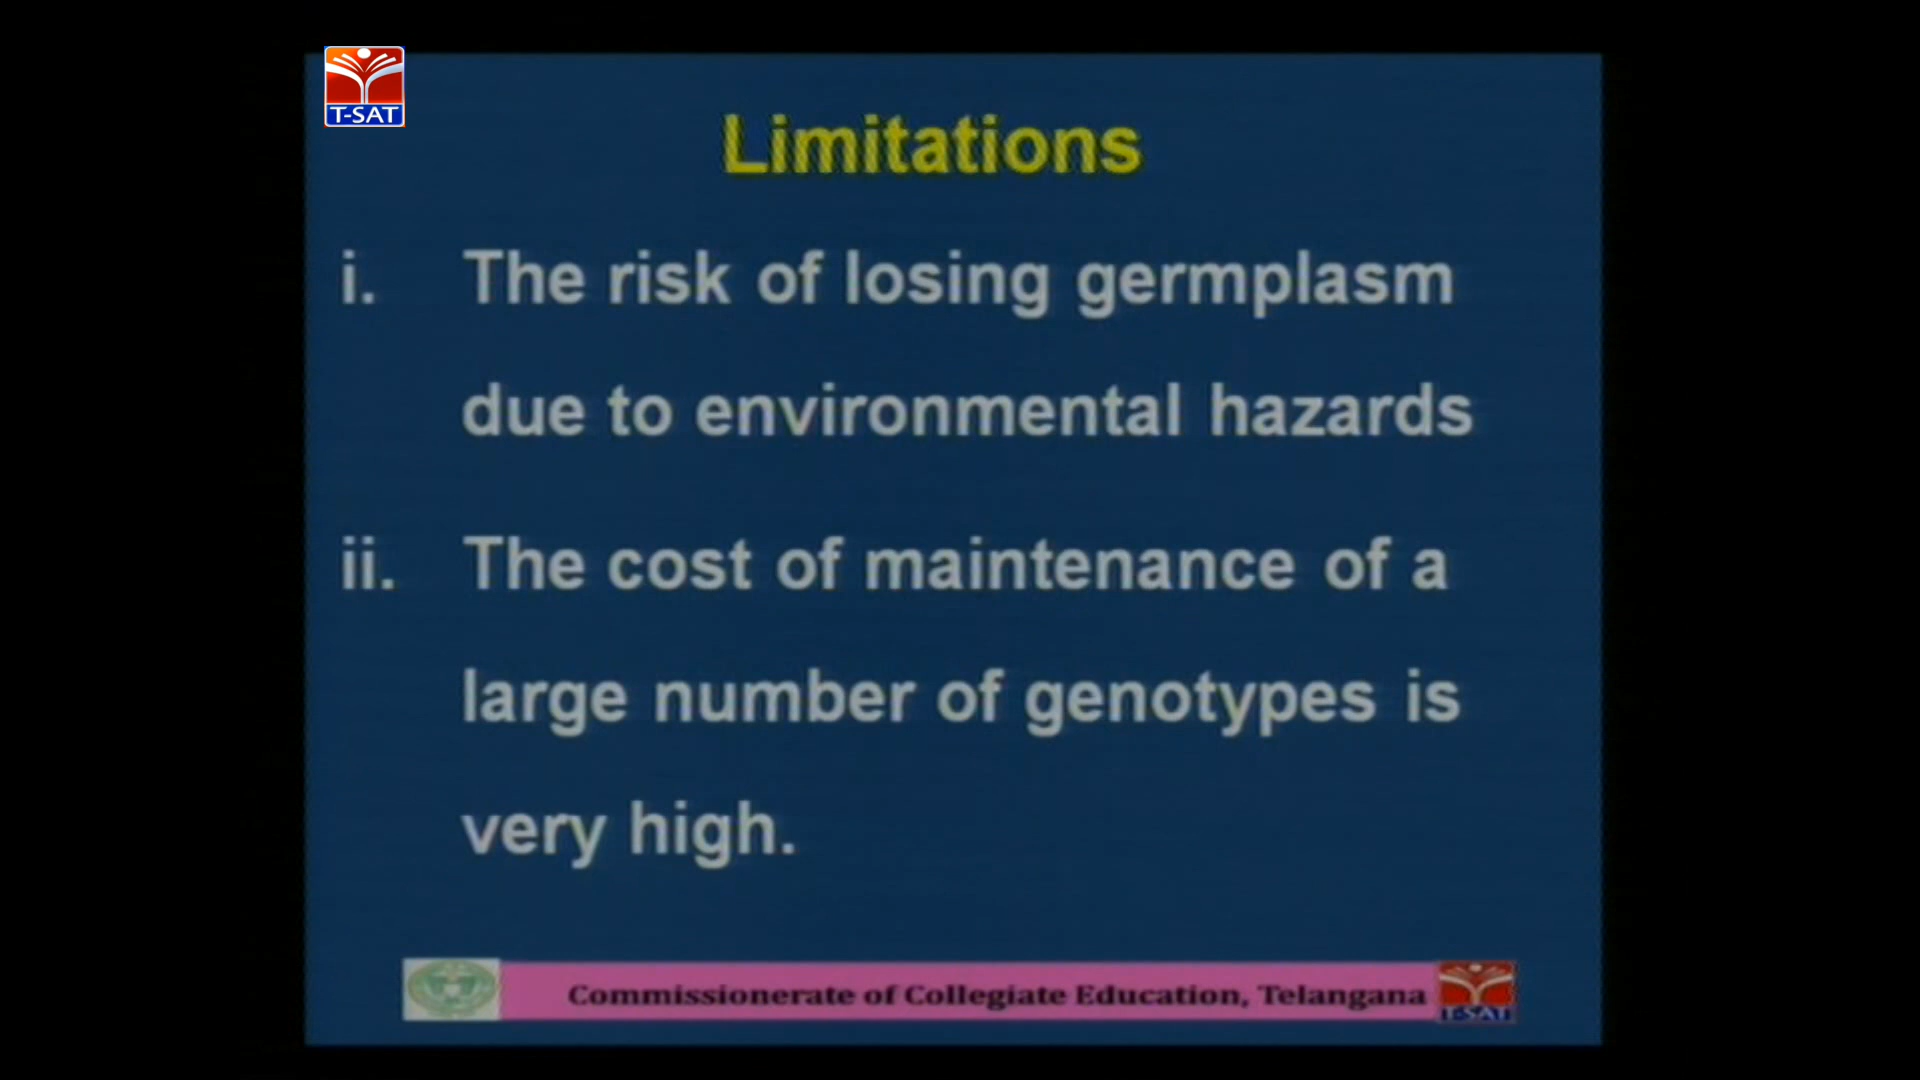 T-SAT
Limitations
i. The risk of losing germplasm
due to environmental hazards
ii. The cost of maintenance of a
large number of genotypes is
very high.
Commissionerate of Collegiate Education, Telangana
T-SAT